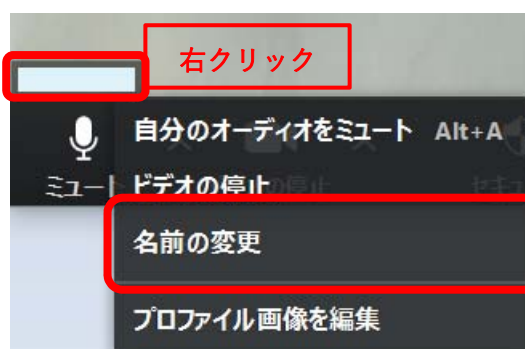 右クリック
自分のオーディオをミュート Alt+A
ミュート
ビデオの停止
名前の変更
プロファイル画像を編集